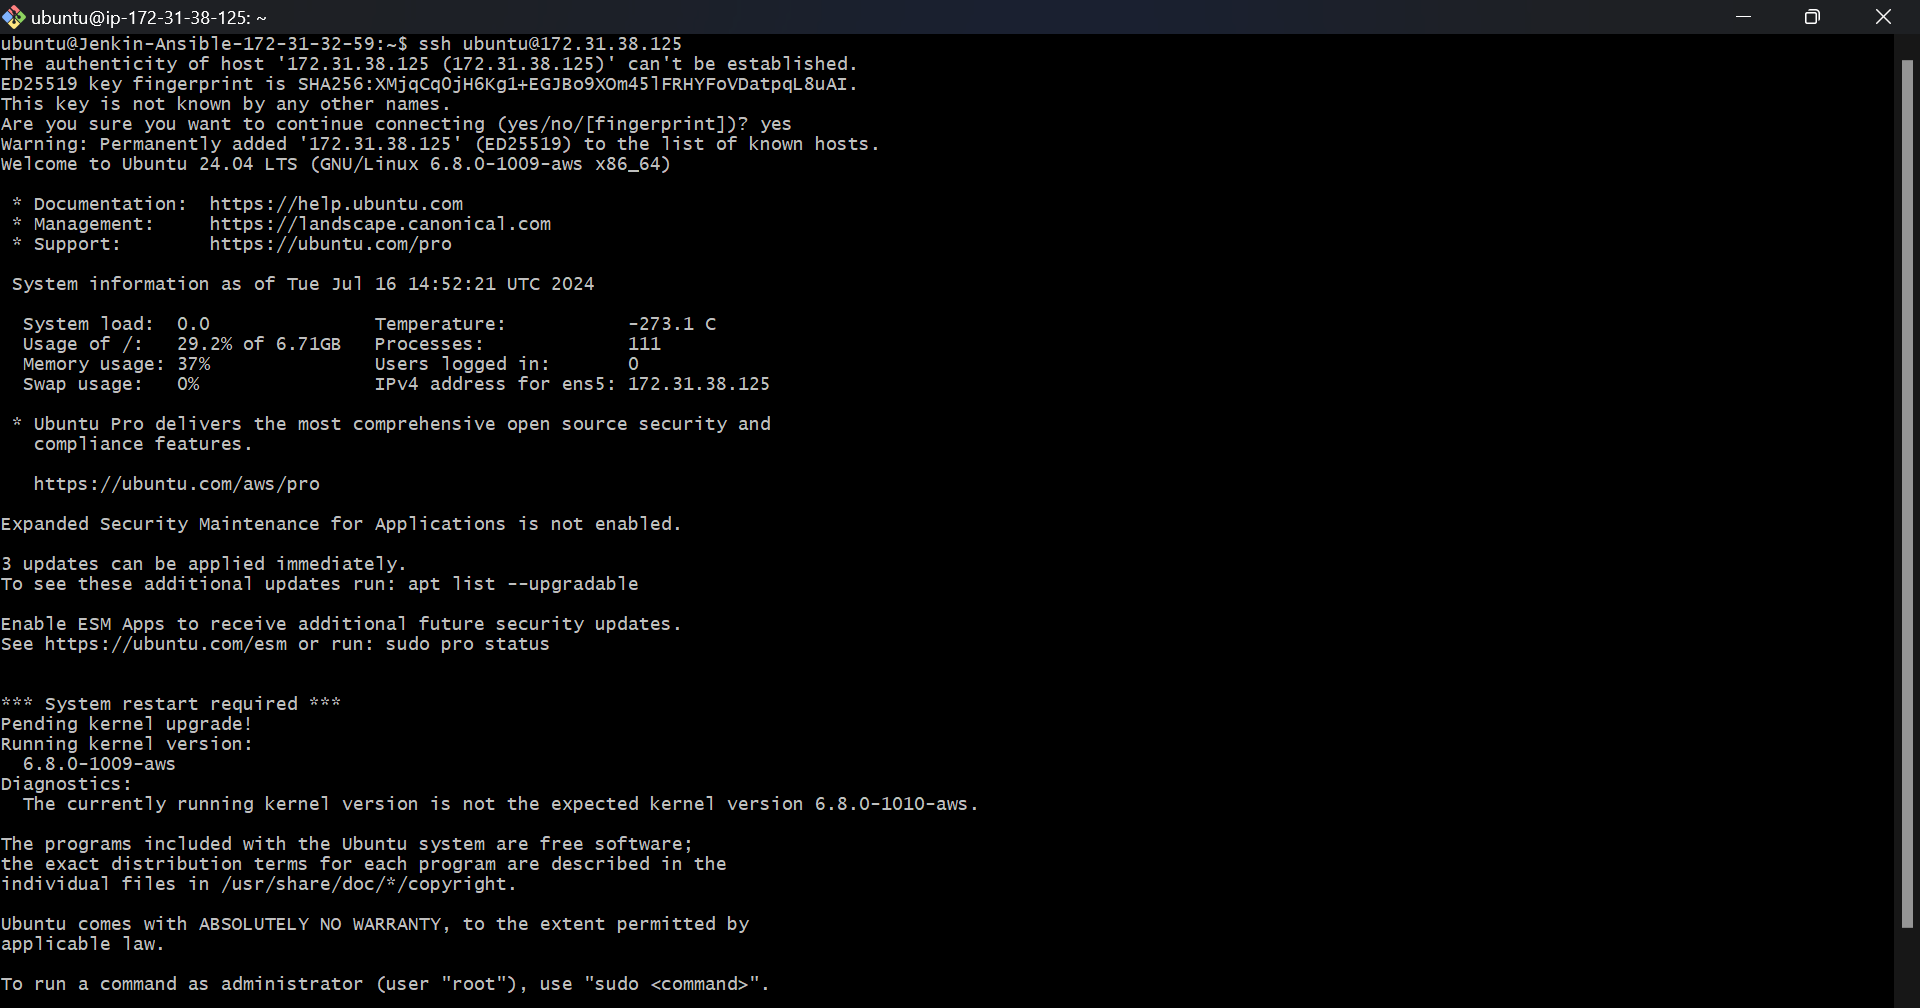 ubuntu@ip-172-31-38-125: ~
ubuntu@Jenkin-Ansible-172-31-32-59:~$ ssh ubuntu@172.31.38.125
The authenticity of host '172.31.38.125 (172.31.38.125)' can't be established.
ED25519 key fingerprint is SHA256:XMjqCq0jH6Kg1+EGJBo9XOm45lFRHYFoVDatpqL8uAI.
This key is not known by any other names.
Are you sure you want to continue connecting (yes/no/[fingerprint])? yes
Warning: Permanently added '172.31.38.125' (ED25519) to the list of known hosts.
Welcome to Ubuntu 24.04 LTS (GNU/Linux 6.8.0-1009-aws x86_64)

 * Documentation:  https://help.ubuntu.com
 * Management:     https://landscape.canonical.com
 * Support:        https://ubuntu.com/pro

 System information as of Tue Jul 16 14:52:21 UTC 2024

  System load:  0.0               Temperature:           -273.1 C
  Usage of /:   29.2% of 6.71GB   Processes:             111
  Memory usage: 37%               Users logged in:       0
  Swap usage:   0%                IPv4 address for ens5: 172.31.38.125

 * Ubuntu Pro delivers the most comprehensive open source security and
   compliance features.

   https://ubuntu.com/aws/pro

Expanded Security Maintenance for Applications is not enabled.

3 updates can be applied immediately.
To see these additional updates run: apt list --upgradable

Enable ESM Apps to receive additional future security updates.
See https://ubuntu.com/esm or run: sudo pro status

*** System restart required ***
Pending kernel upgrade!
Running kernel version:
  6.8.0-1009-aws
Diagnostics:
  The currently running kernel version is not the expected kernel version 6.8.0-1010-aws.

The programs included with the Ubuntu system are free software;
the exact distribution terms for each program are described in the
individual files in /usr/share/doc/*/copyright.

Ubuntu comes with ABSOLUTELY NO WARRANTY, to the extent permitted by
applicable law.

To run a command as administrator (user "root"), use "sudo <command>".